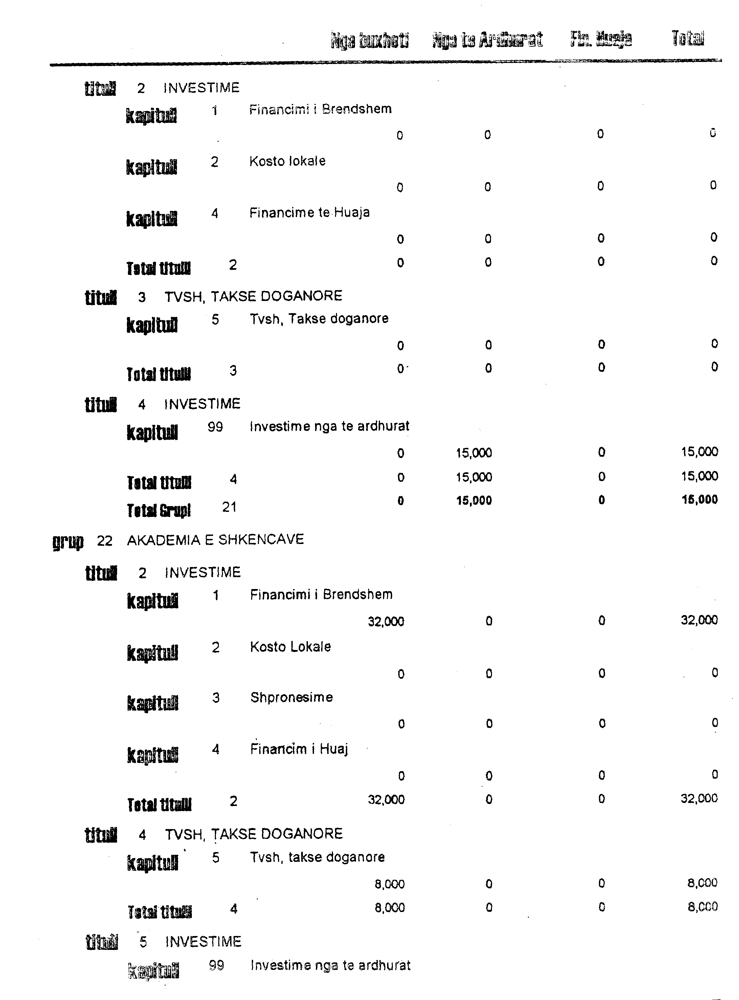 Nga buxheti Nga te Ardhurat Fin. Huaja Total
titull 2 INVESTIME
kapitull 1 Financimi i Brendshem
0 0 0 0
kapitull 2 Kosto lokale
0 0 0 0
kapitull 4 Financime te Huaja
0 0 0 0
Total titulli 2 0 0 0 0
titull 3 TVSH, TAKSE DOGANORE
kapitull 5 Tvsh, Takse doganore
0 0 0 0
Total titulli 3 0 0 0 0
titull 4 INVESTIME
kapitull 99 Investime nga te ardhurat
0 15,000 0 15,000
Total titulli 4 0 15,000 0 15,000
Total Grupi 21 0 15,000 0 15,000
grup 22 AKADEMIA E SHKENCAVE
titull 2 INVESTIME
kapitull 1 Financimi i Brendshem
32,000 0 0 32,000
kapitull 2 Kosto Lokale
0 0 0 0
kapitull 3 Shpronesime
0 0 0 0
kapitull 4 Financim i Huaj
0 0 0 0
Total titulli 2 32,000 0 0 32,000
titull 4 TVSH, TAKSE DOGANORE
kapitull 5 Tvsh, takse doganore
8,000 0 0 8,000
Total titulli 4 8,000 0 0 8,000
titull 5 INVESTIME
kapitull 99 Investime nga te ardhurat